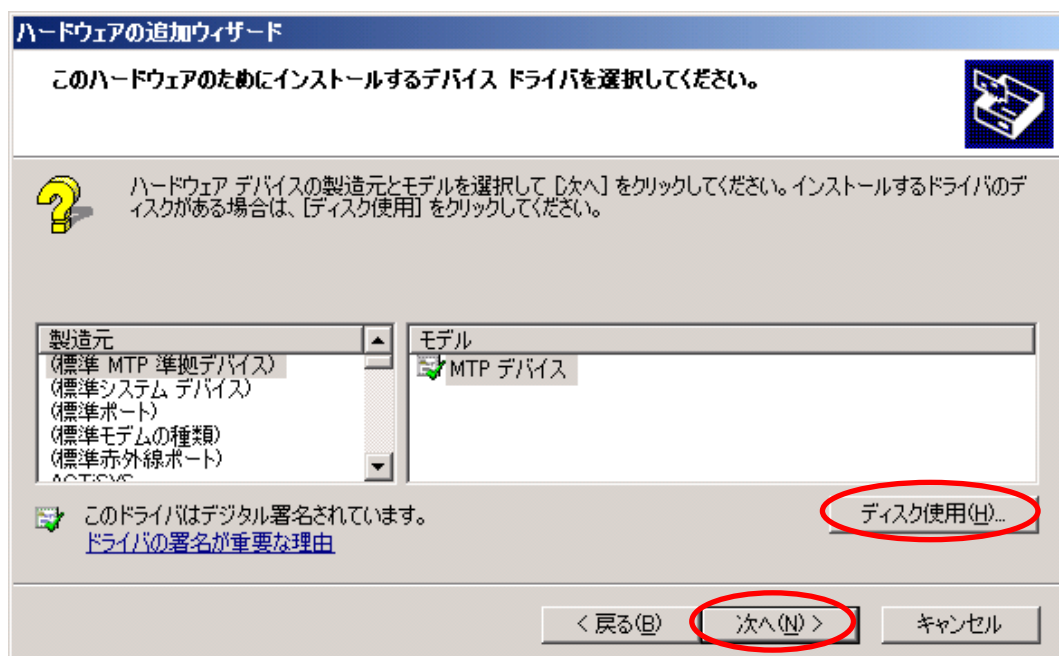 ハードウェアの追加ウィザード
このハードウェアのためにインストールするデバイス ドライバを選択してください。
ハードウェア デバイスの製造元とモデルを選択して [次へ] をクリックしてください。インストールするドライバのデ
ィスクがある場合は、[ディスク使用] をクリックしてください。
製造元
(標準 MTP 準拠デバイス)
(標準システム デバイス)
(標準ポート)
(標準モデムの種類)
(標準赤外線ポート)
ACTiSYS
モデル
MTP デバイス
このドライバはデジタル署名されています。
ドライバの署名が重要な理由
ディスク使用(H)...
< 戻る(B)
次へ(N) >
キャンセル